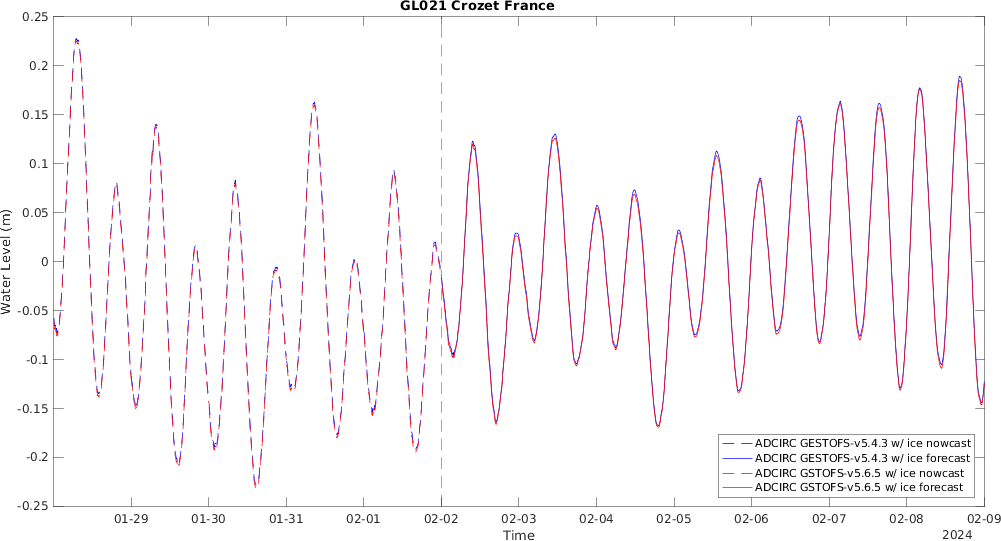 GL021 Crozet France
0.25
0.2
0.15
0.1
0.05
0
-0.05
-0.1
-0.15
-0.2
-0.25
Water Level (m)
ADCIRC GESTOFS-v5.4.3 w/ ice nowcast
ADCIRC GESTOFS-v5.4.3 w/ ice forecast
ADCIRC GSTOFS-v5.6.5 w/ ice nowcast
ADCIRC GSTOFS-v5.6.5 w/ ice forecast
01-29 01-30 01-31 02-01 02-02 02-03 02-04 02-05 02-06 02-07 02-08 02-09
Time
2024